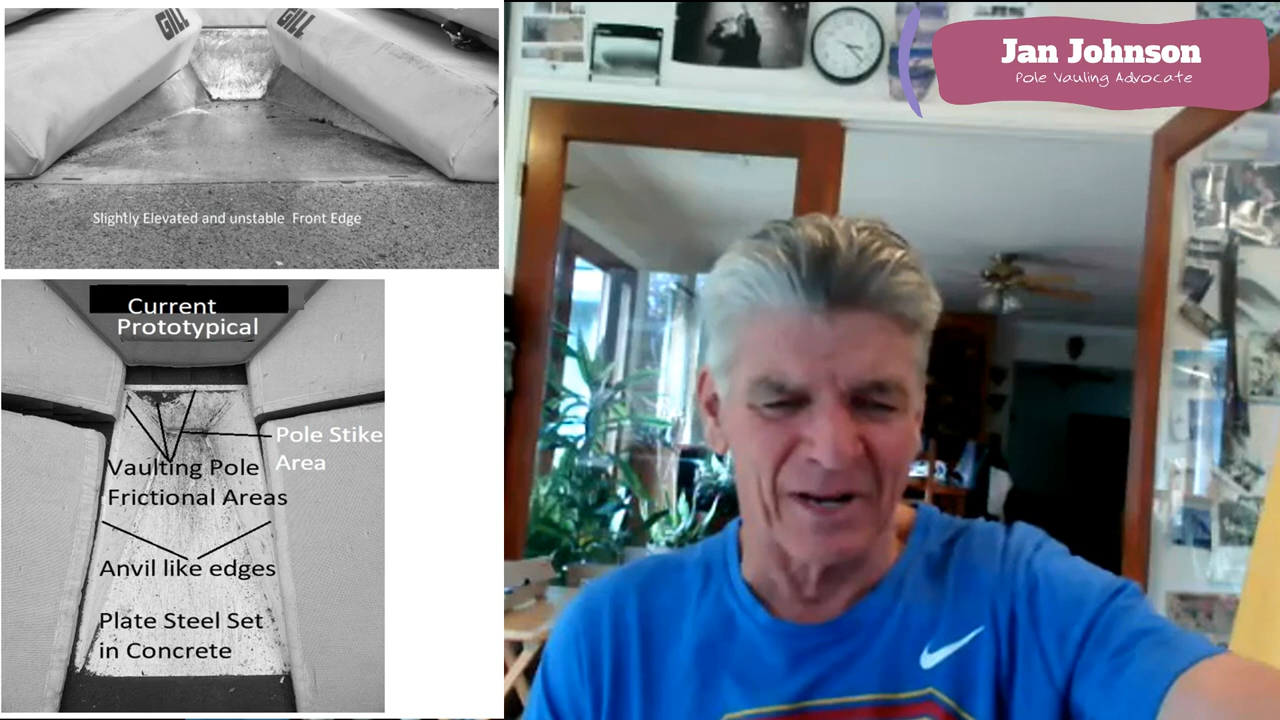 GILL
GILL
Slightly Elevated and unstable Front Edge
Current
Prototypical
Pole Stike
Area
Vaulting Pole
Frictional Areas
Anvil like edges
Plate Steel Set
in Concrete
Jan Johnson
Pole Vauling Advocate